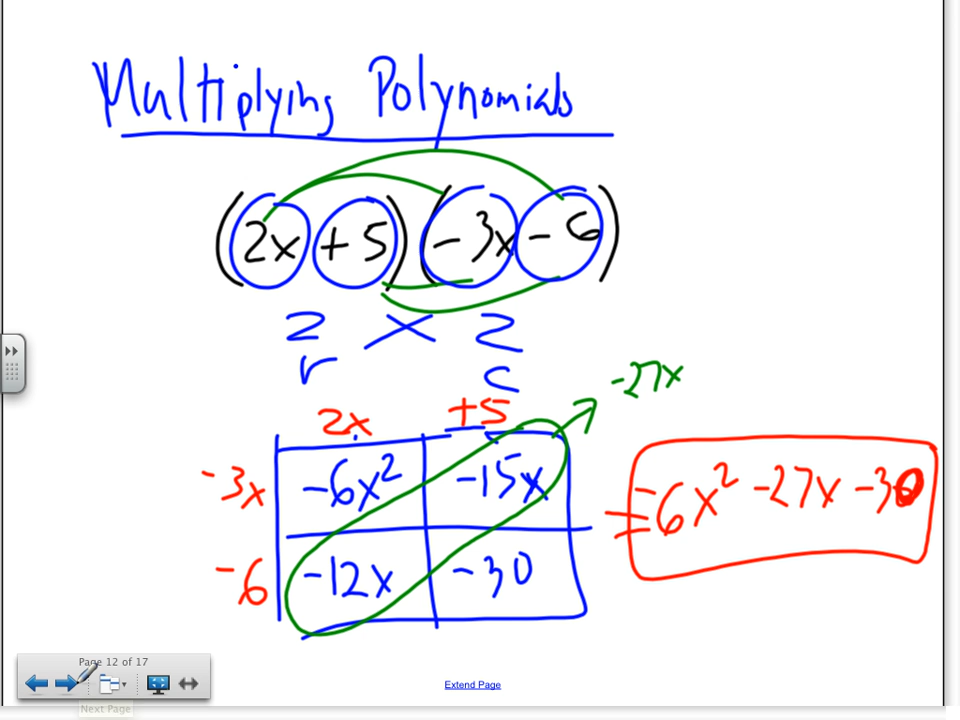 Multiplying Polynomials
(2x + 5) (- 3x - 6)
2 X 2
r c
-27x
2x +5
-3x -6x² -15x
= -6x² -27x -30
-6 -12x -30
Page 12 of 17
Next Page
Extend Page